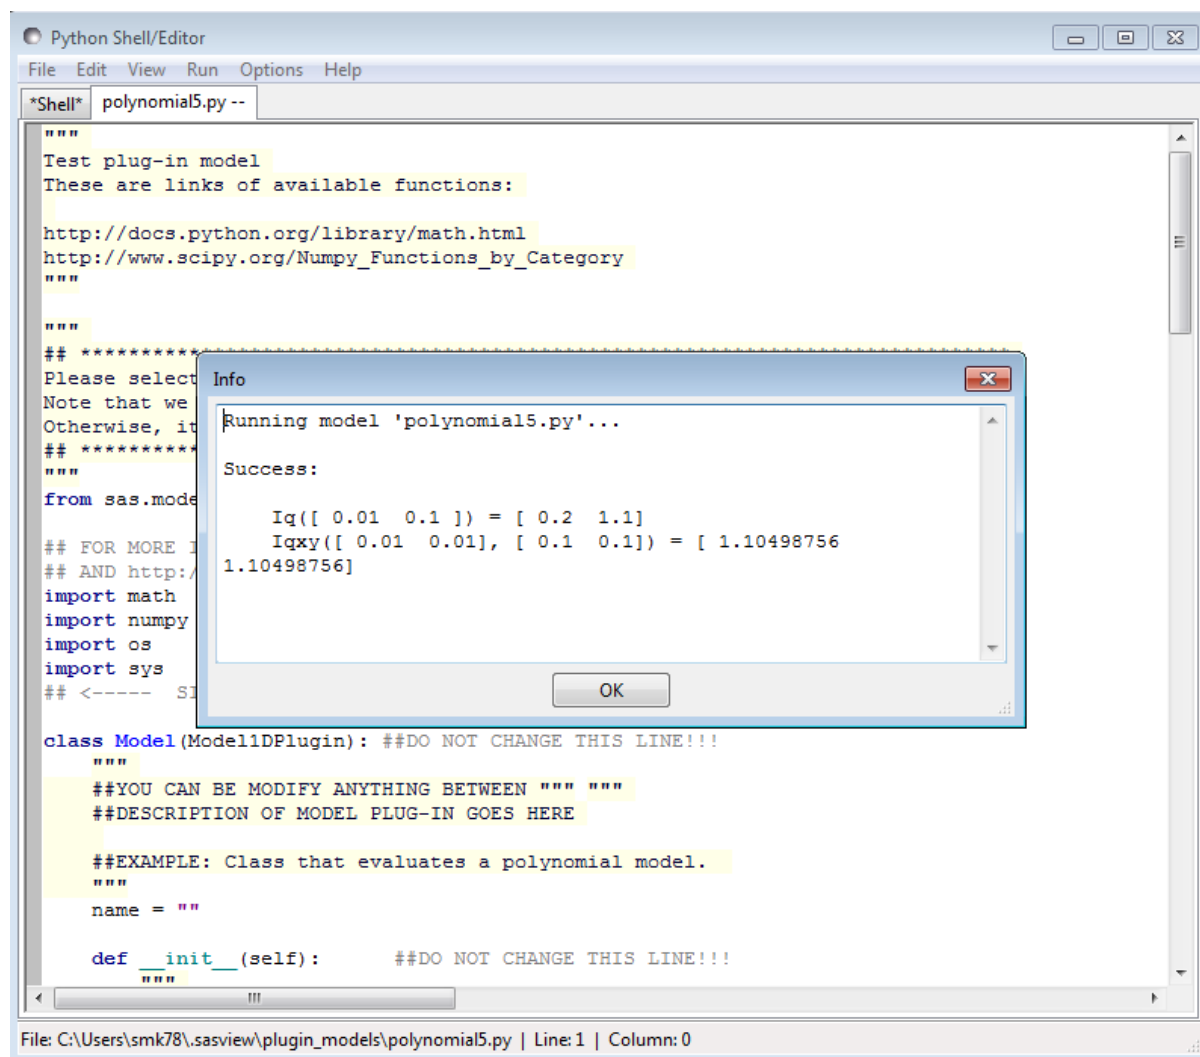 Python Shell/Editor
File Edit View Run Options Help
*Shell* polynomial5.py --
"""
Test plug-in model
These are links of available functions:
http://docs.python.org/library/math.html
http://www.scipy.org/Numpy_Functions_by_Category
"""
"""
## ****************************************************************************
Please select
Note that we
Otherwise, it
## **********
"""
from sas.mode
## FOR MORE
## AND http:/
import math
import numpy
import os
import sys
## <-----
Info
Running model 'polynomial5.py'...
Success:
Iq([ 0.01 0.1 ]) = [ 0.2 1.1]
Iqxy([ 0.01 0.01], [ 0.1 0.1]) = [ 1.10498756
1.10498756]
OK
class Model(Model1DPlugin): ##DO NOT CHANGE THIS LINE!!!
"""
##YOU CAN BE MODIFY ANYTHING BETWEEN """ """
##DESCRIPTION OF MODEL PLUG-IN GOES HERE
##EXAMPLE: Class that evaluates a polynomial model.
"""
name = ""
def __init__(self): ##DO NOT CHANGE THIS LINE!!!
"""
File: C:\Users\smk78\.sasview\plugin_models\polynomial5.py | Line: 1 | Column: 0